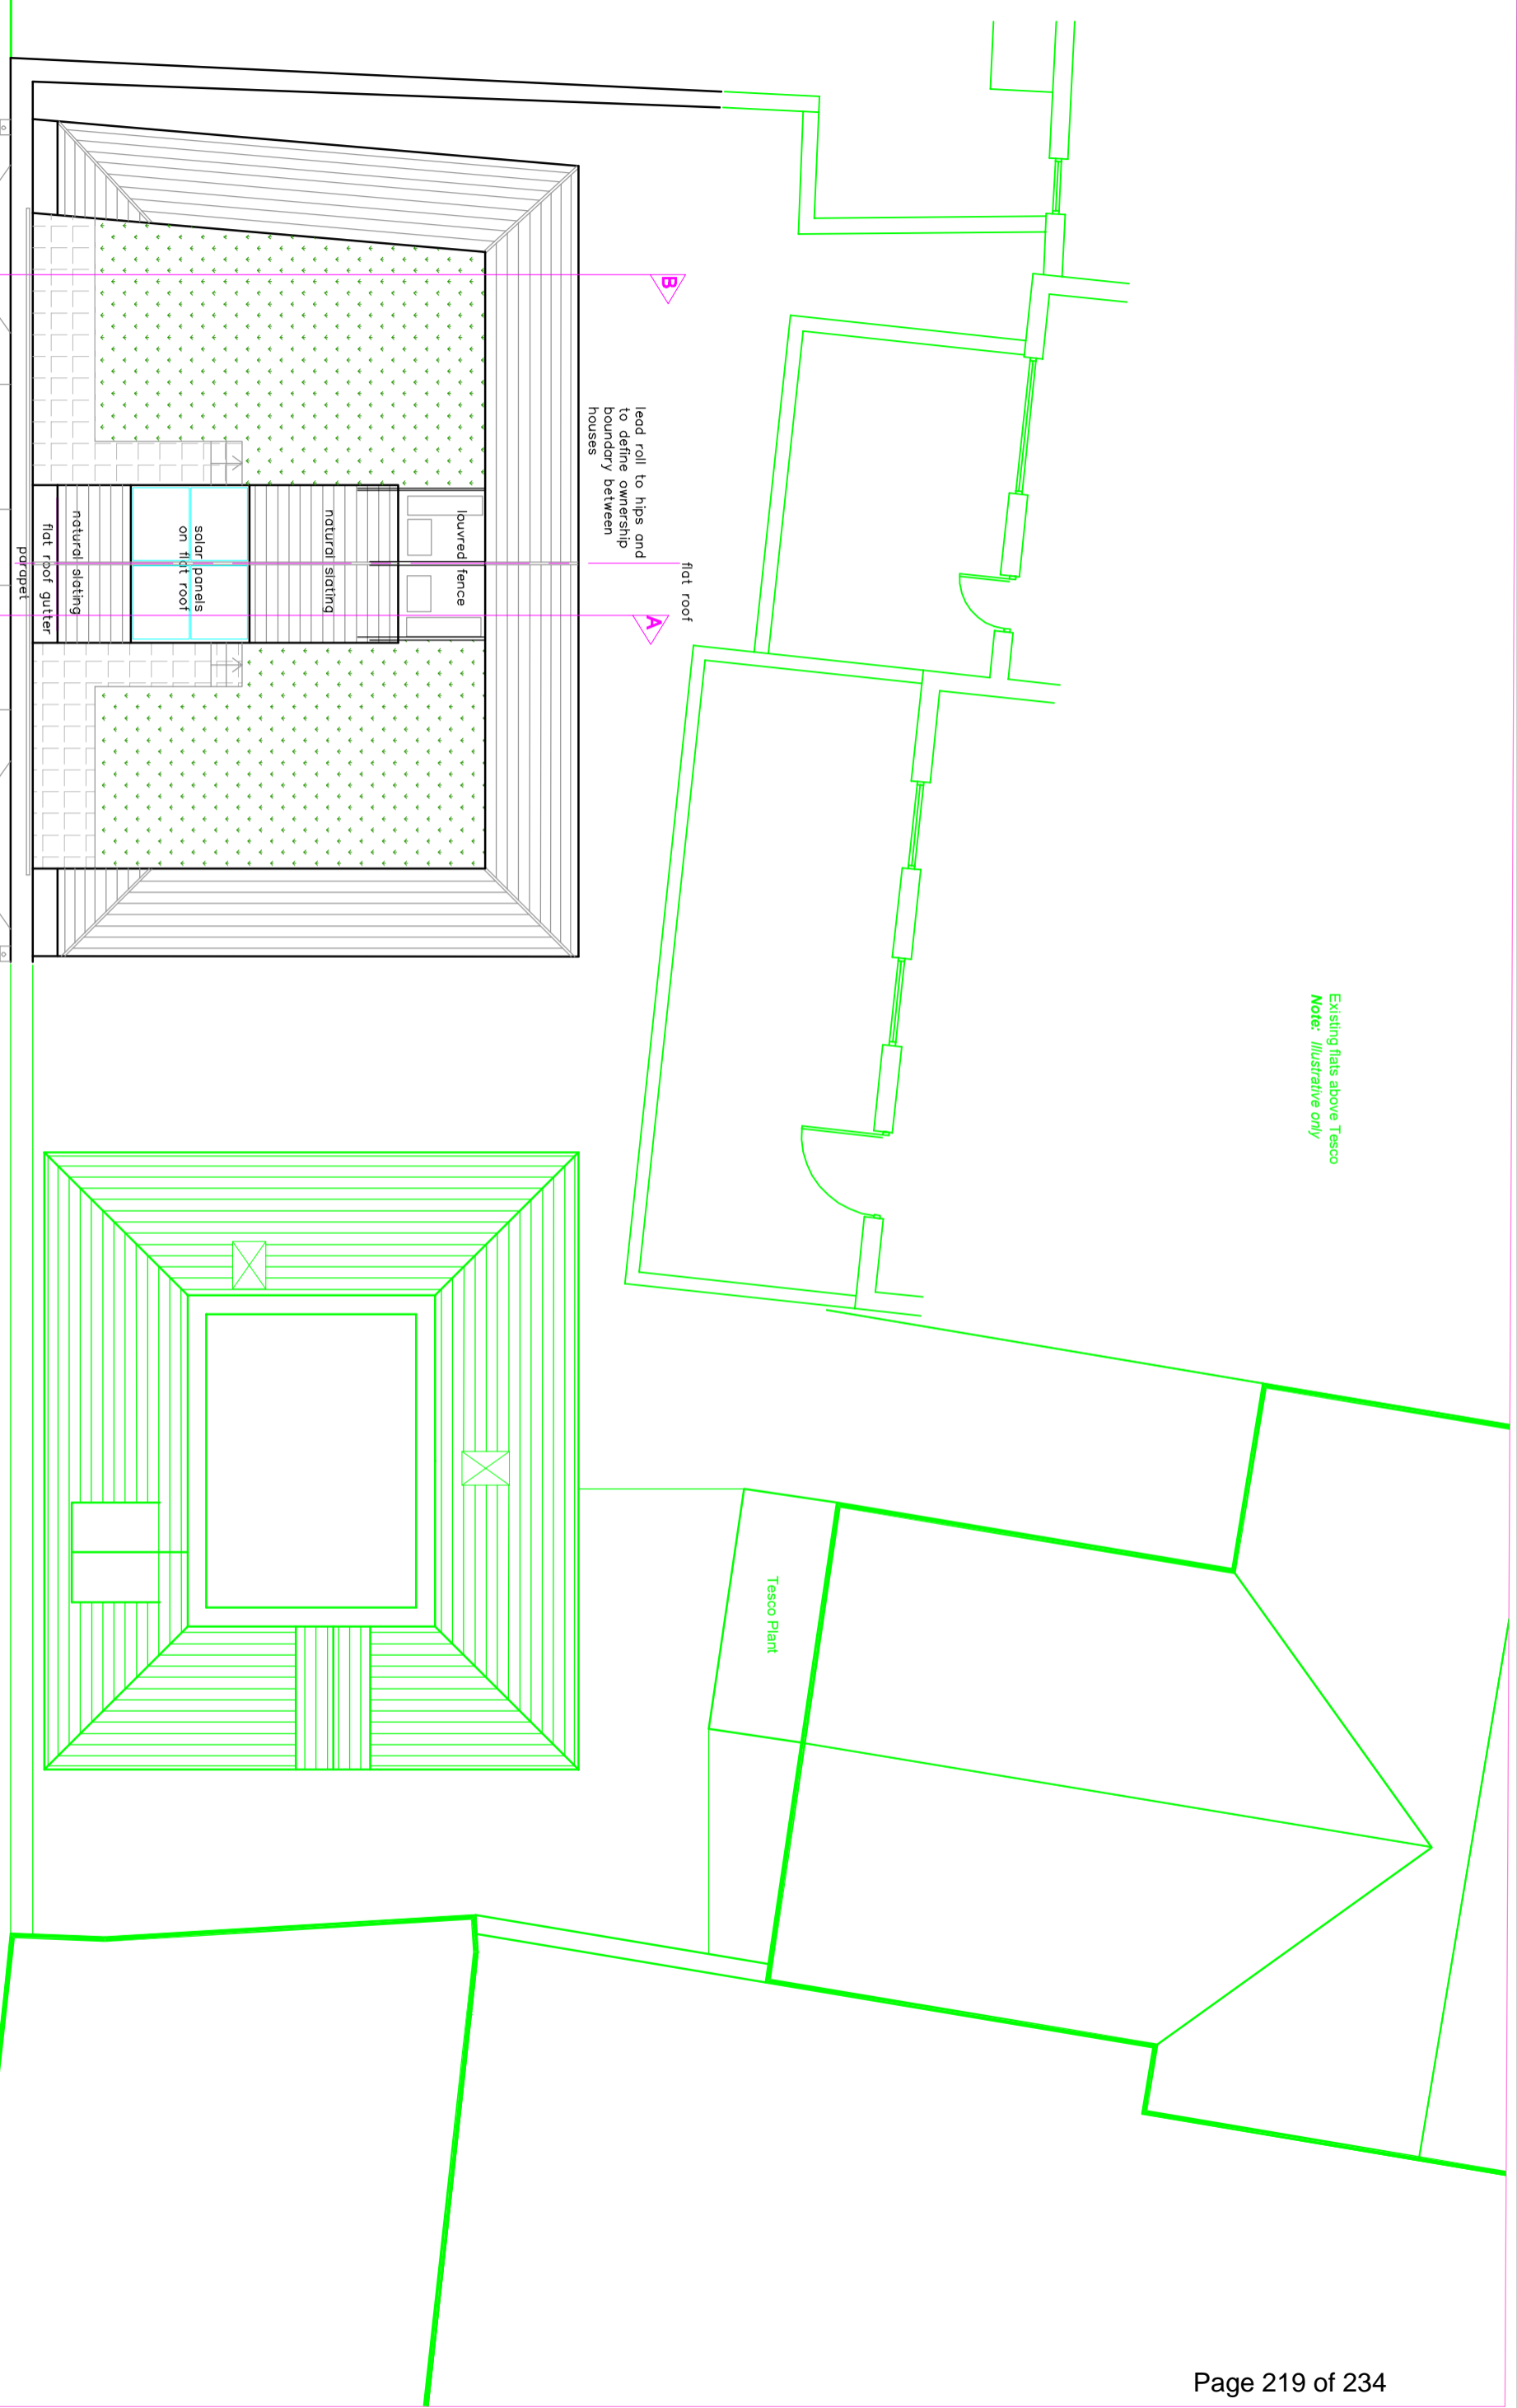 B
lead roll to hips and
to define ownership
boundary between
houses
flat roof
A
louvred fence
natural slating
solar panels
on flat roof
natural slating
flat roof gutter
parapet
Existing flats above Tesco
Note: Illustrative only
Tesco Plant
Page 219 of 234